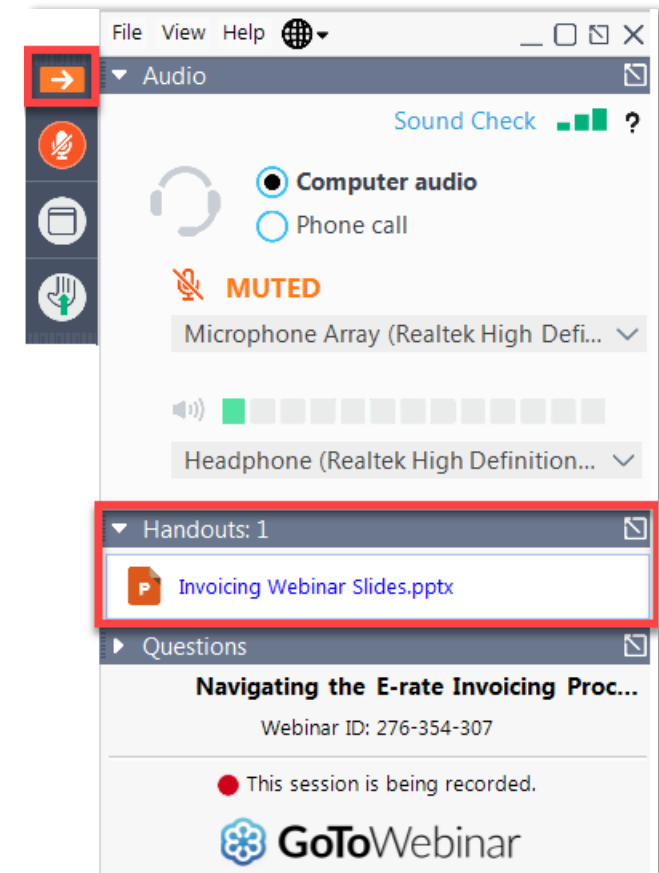 File View Help
Audio
Sound Check ?
Computer audio
Phone call
MUTED
Microphone Array (Realtek High Defi...
Headphone (Realtek High Definition...
Handouts: 1
P Invoicing Webinar Slides.pptx
Questions
Navigating the E-rate Invoicing Proc...
Webinar ID: 276-354-307
This session is being recorded.
GoToWebinar